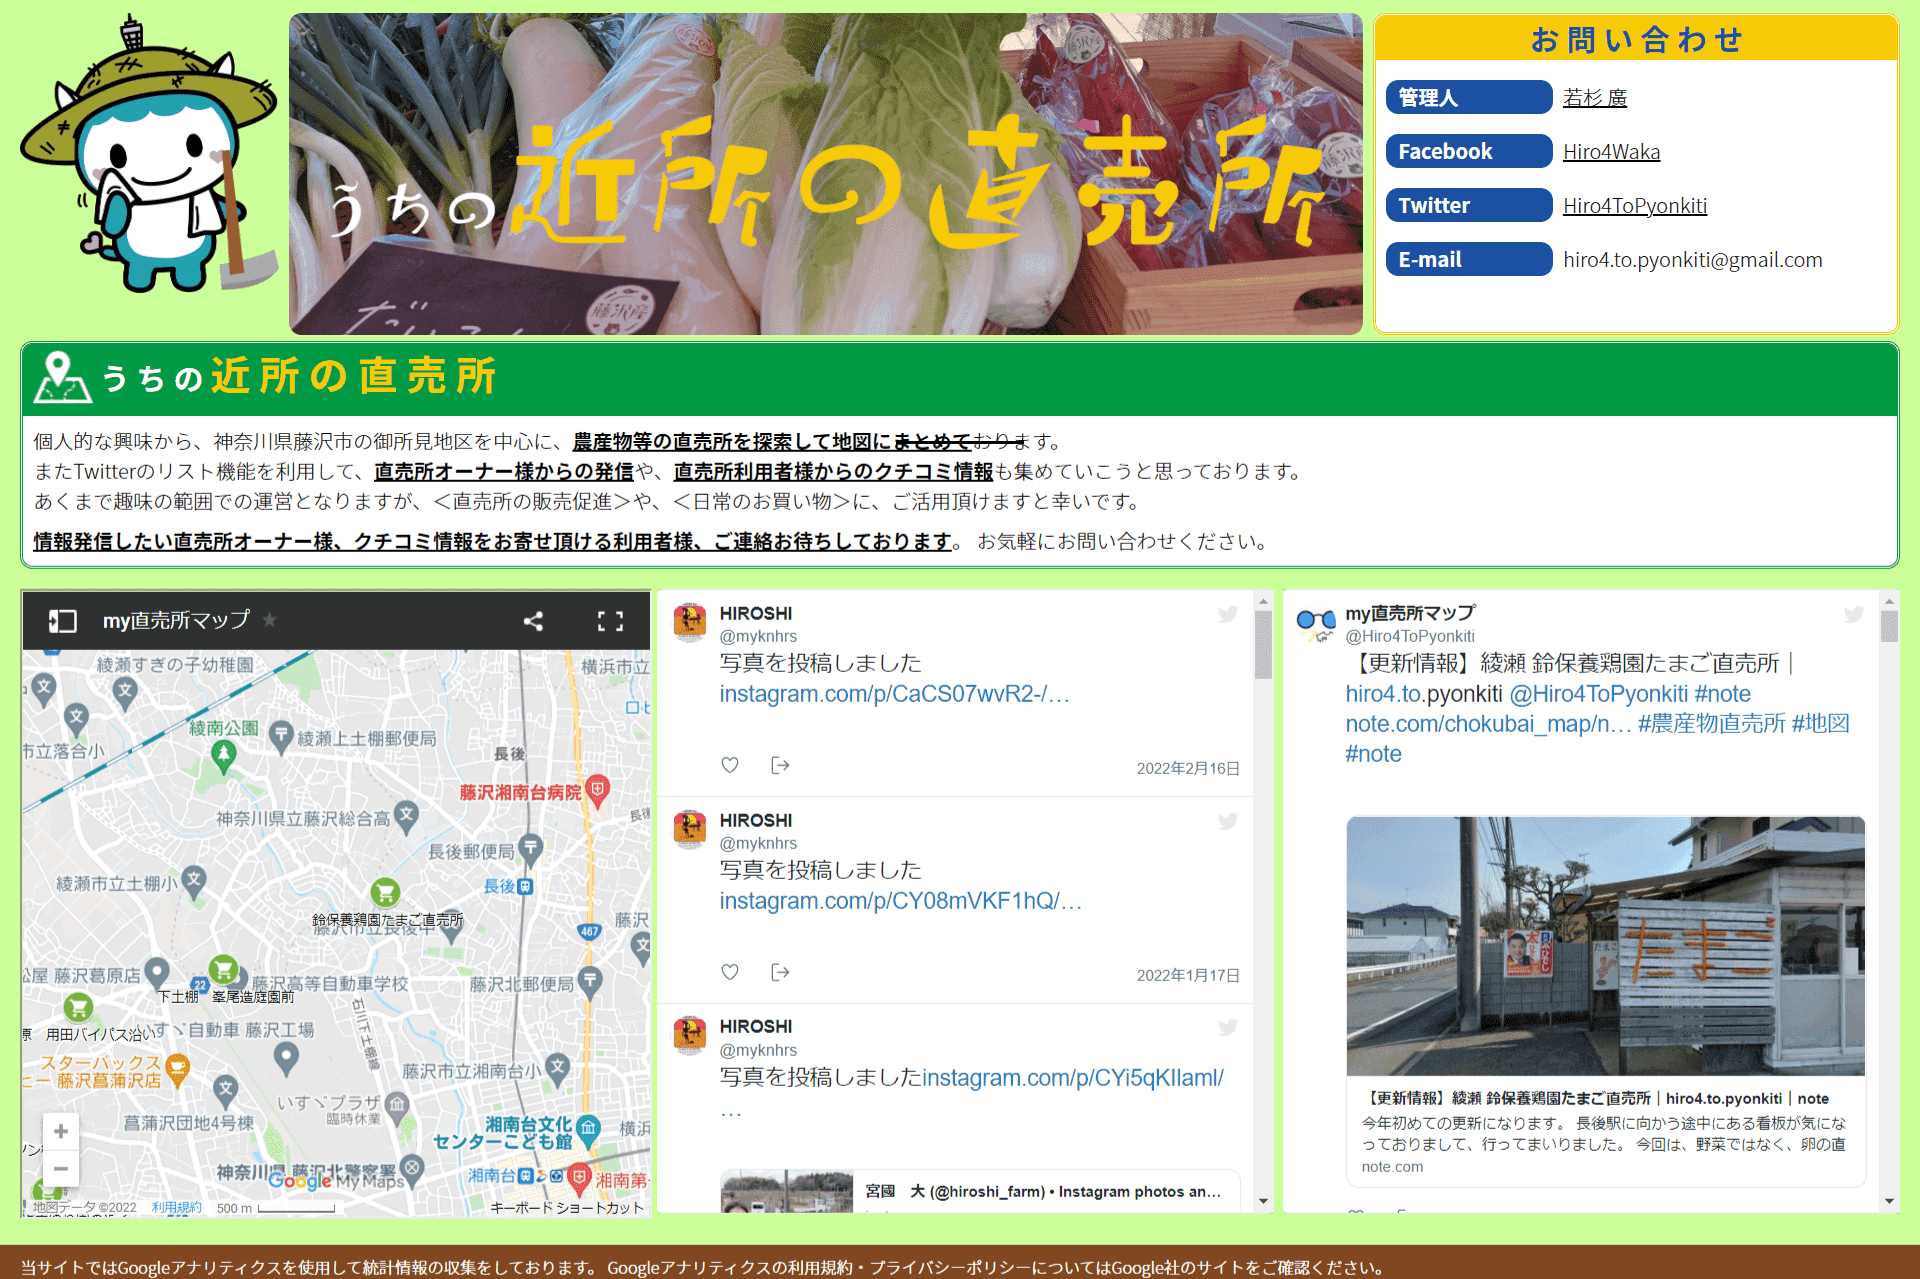 うちの近所の直売所
だいこん
藤沢産
お問い合わせ
管理人 若杉 廣
Facebook Hiro4Waka
Twitter Hiro4ToPyonkiti
E-mail hiro4.to.pyonkiti@gmail.com
うちの近所の直売所
個人的な興味から、神奈川県藤沢市の御所見地区を中心に、農産物等の直売所を探索して地図にまとめております。
またTwitterのリスト機能を利用して、直売所オーナー様からの発信や、直売所利用者様からのクチコミ情報も集めていこうと思っております。
あくまで趣味の範囲での運営となりますが、＜直売所の販売促進＞や、＜日常のお買い物＞に、ご活用頂けますと幸いです。
情報発信したい直売所オーナー様、クチコミ情報をお寄せ頂ける利用者様、ご連絡お待ちしております。 お気軽にお問い合わせください。
my直売所マップ
綾瀬すぎの子幼稚園
横浜市立
綾南公園
綾瀬上土棚郵便局
市立落合小
長後
藤沢湘南台病院
神奈川県立藤沢総合高
長後郵便局
綾瀬市立土棚小
長後
鈴保養鶏園たまご直売所
藤沢市立長後中
467
藤沢
松屋 藤沢葛原店
22
藤沢高等自動車学校
藤沢北郵便局
下土棚 峯尾造庭園前
原 用田バイパス沿い
いすゞ自動車 藤沢工場
石川下土棚線
スターバックス
ヒー 藤沢菖蒲沢店
藤沢市立湘南台小
いすゞプラザ
臨時休業
菖蒲沢団地4号棟
湘南台文化
センターこども館
横浜
神奈川県藤沢北警察署
Google My Maps
湘南台
湘南第一
地図データ ©2022 利用規約 500 m キーボード ショートカット
HIROSHI
@myknhrs
写真を投稿しました
instagram.com/p/CaCS07wvR2-/…
2022年2月16日
HIROSHI
@myknhrs
写真を投稿しました
instagram.com/p/CY08mVKF1hQ/…
2022年1月17日
HIROSHI
@myknhrs
写真を投稿しましたinstagram.com/p/CYi5qKIlaml/
…
宮國 大 (@hiroshi_farm) • Instagram photos an…
my直売所マップ
@Hiro4ToPyonkiti
【更新情報】綾瀬 鈴保養鶏園たまご直売所｜
hiro4.to.pyonkiti @Hiro4ToPyonkiti #note
note.com/chokubai_map/n… #農産物直売所 #地図
#note
たまご
【更新情報】綾瀬 鈴保養鶏園たまご直売所｜hiro4.to.pyonkiti｜note
今年初めての更新になります。 長後駅に向かう途中にある看板が気にな
っておりまして、行ってまいりました。 今回は、野菜ではなく、卵の直
note.com
当サイトではGoogleアナリティクスを使用して統計情報の収集をしております。 Googleアナリティクスの利用規約・プライバシーポリシーについてはGoogle社のサイトをご確認ください。